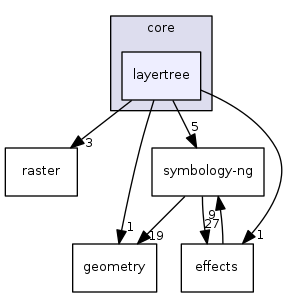 core
layertree
3
5
raster
symbology-ng
1
19
9
27
1
geometry
effects